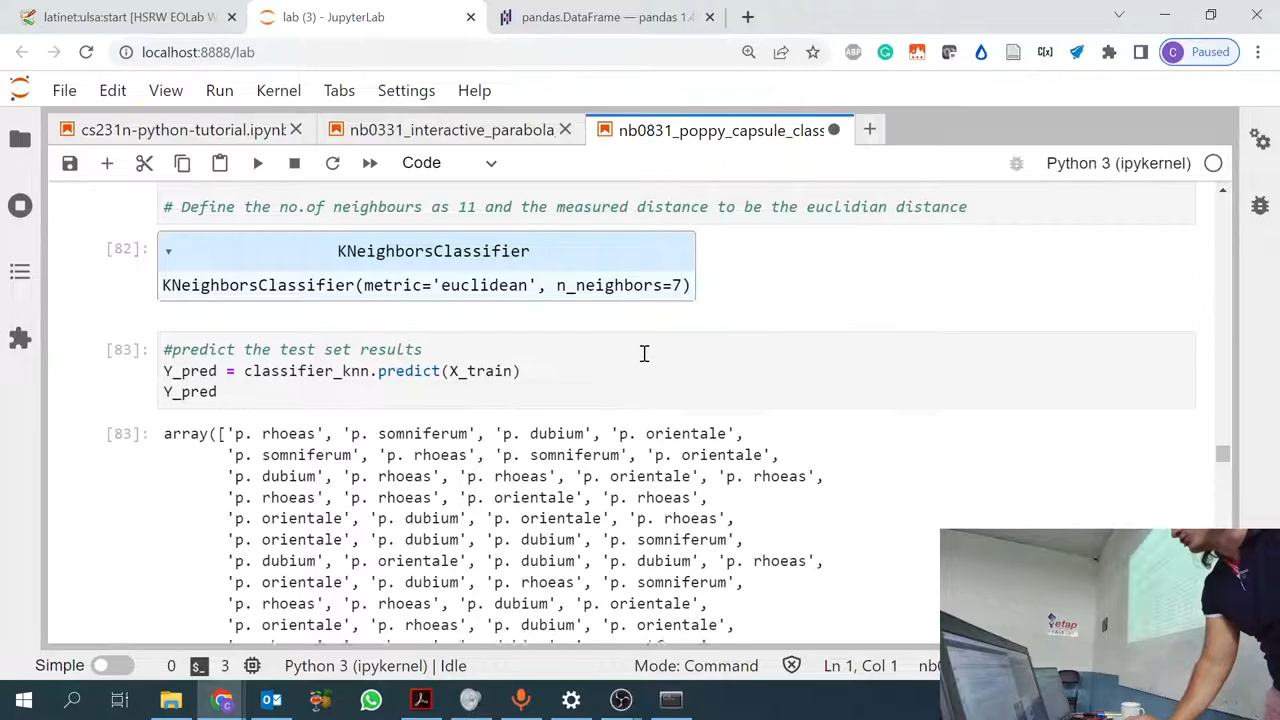 latinet:ulsa:start [HSRW EOLab W
lab (3) - JupyterLab
pandas.DataFrame — pandas 1.4
localhost:8888/lab
ABP
C[x]
C Paused
File Edit View Run Kernel Tabs Settings Help
cs231n-python-tutorial.ipynb
nb0331_interactive_parabola
nb0831_poppy_capsule_class
Code
Python 3 (ipykernel)
# Define the no.of neighbours as 11 and the measured distance to be the euclidian distance
[82]:
KNeighborsClassifier
KNeighborsClassifier(metric='euclidean', n_neighbors=7)
[83]: #predict the test set results
Y_pred = classifier_knn.predict(X_train)
Y_pred
[83]: array(['p. rhoeas', 'p. somniferum', 'p. dubium', 'p. orientale',
'p. somniferum', 'p. rhoeas', 'p. somniferum', 'p. orientale',
'p. dubium', 'p. rhoeas', 'p. rhoeas', 'p. orientale', 'p. rhoeas',
'p. rhoeas', 'p. rhoeas', 'p. orientale', 'p. rhoeas',
'p. orientale', 'p. dubium', 'p. orientale', 'p. rhoeas',
'p. orientale', 'p. dubium', 'p. dubium', 'p. somniferum',
'p. dubium', 'p. orientale', 'p. dubium', 'p. dubium', 'p. rhoeas',
'p. orientale', 'p. dubium', 'p. rhoeas', 'p. somniferum',
'p. rhoeas', 'p. rhoeas', 'p. dubium', 'p. orientale',
'p. orientale', 'p. rhoeas', 'p. dubium', 'p. orientale',
etap
Simple 0 3 Python 3 (ipykernel) | Idle Mode: Command Ln 1, Col 1 nb0